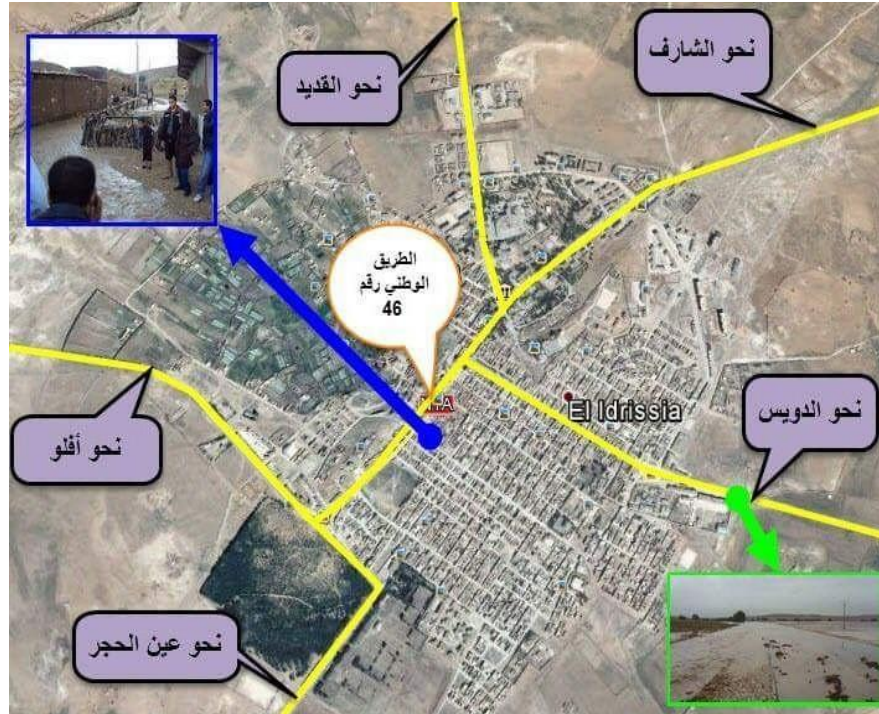 نحو الشارف
نحو القديد
الطريق
الوطني رقم
46
El Idrissia
نحو الدويس
نحو أفلو
نحو عين الحجر